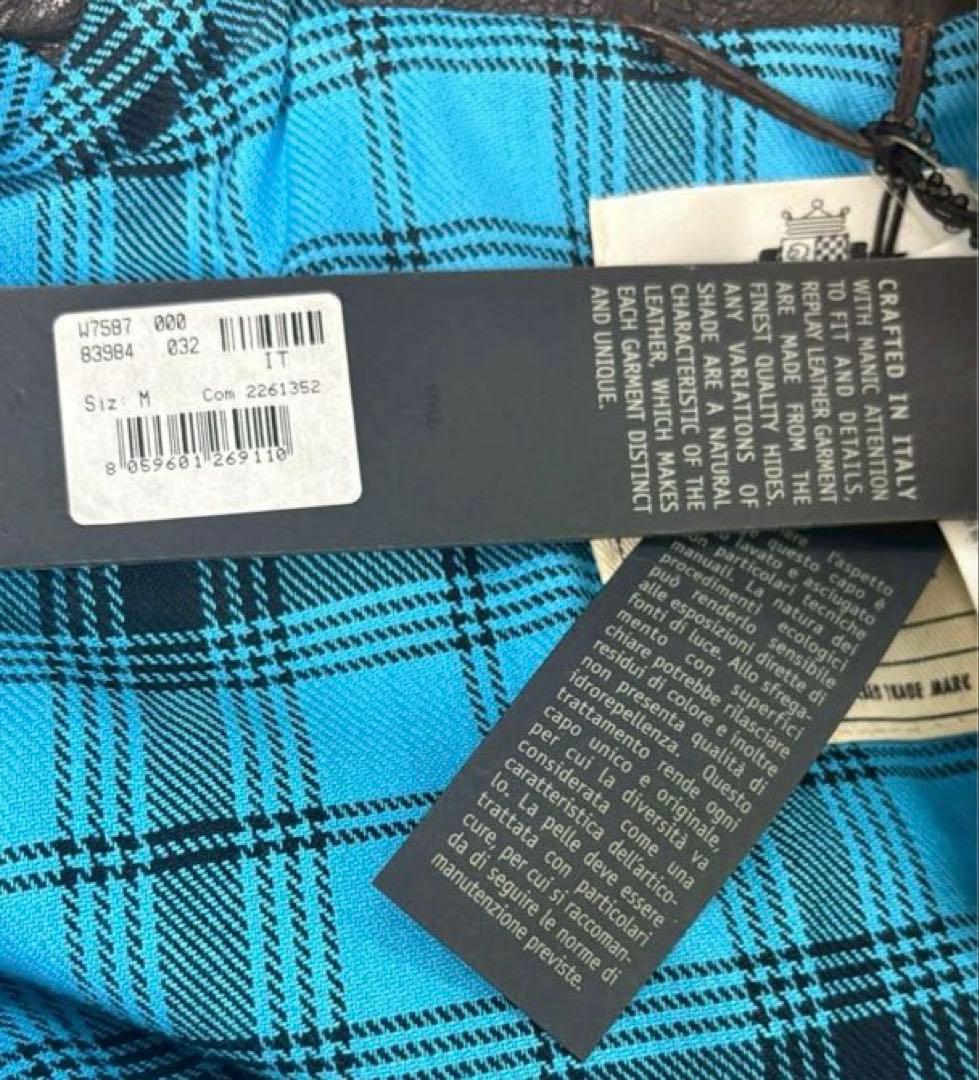 W7587 000
83984 032
IT
Siz: M Com 2261352
8 059601 269110
CRAFTED IN ITALY
WITH MANIC ATTENTION
TO FIT AND DETAILS,
REPLAY LEATHER GARMENT
ARE MADE FROM THE
FINEST QUALITY HIDES.
ANY VARIATIONS OF
SHADE ARE A NATURAL
CHARACTERISTIC OF THE
LEATHER, WHICH MAKES
EACH GARMENT DISTINCT
AND UNIQUE.
l'aspetto
questo capo è
lavato e asciugato
particolari tecniche
manuali. La natura dei
procedimenti ecologici
può renderlo sensibile
alle esposizioni dirette di
fonti di luce. Allo sfrega-
mento con superfici
chiare potrebbe rilasciare
residui di colore e inoltre
non presenta qualità di
idrorepellenza. Questo
trattamento rende ogni
capo unico e originale,
per cui la diversità va
considerata come una
caratteristica dell'artico-
lo. La pelle deve essere
trattata con particolari
cure, per cui si raccoman-
da di seguire le norme di
manutenzione previste.
TRADE MARK